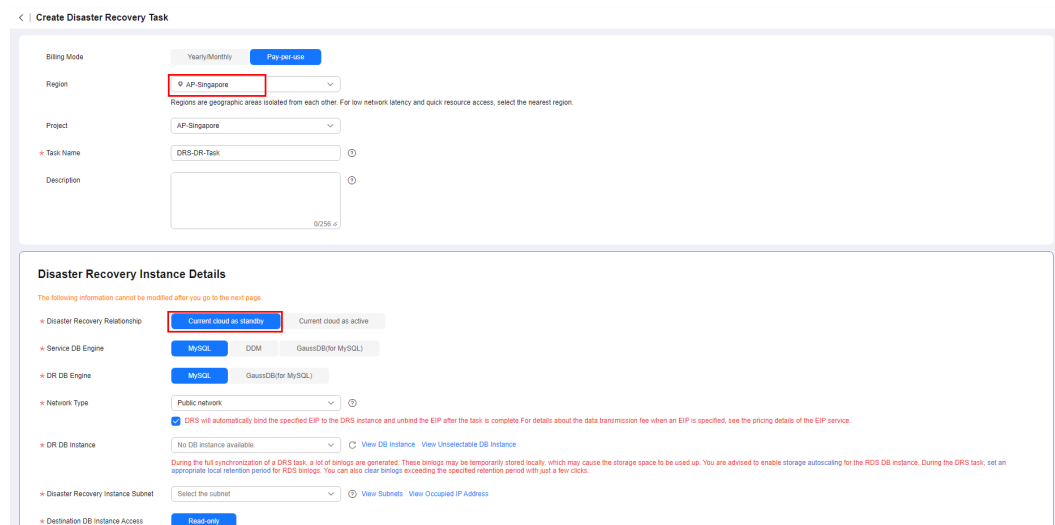 < | Create Disaster Recovery Task
Billing Mode Yearly/Monthly Pay-per-use
Region AP-Singapore
Regions are geographic areas isolated from each other. For low network latency and quick resource access, select the nearest region.
Project AP-Singapore
* Task Name DRS-DR-Task
Description
0/256
Disaster Recovery Instance Details
The following information cannot be modified after you go to the next page.
* Disaster Recovery Relationship Current cloud as standby Current cloud as active
* Service DB Engine MySQL DDM GaussDB(for MySQL)
* DR DB Engine MySQL GaussDB(for MySQL)
* Network Type Public network
DRS will automatically bind the specified EIP to the DRS instance and unbind the EIP after the task is complete.For details about the data transmission fee when an EIP is specified, see the pricing details of the EIP service.
* DR DB Instance No DB instance available. View DB Instance View Unselectable DB Instance
During the full synchronization of a DRS task, a lot of binlogs are generated. These binlogs may be temporarily stored locally, which may cause the storage space to be used up. You are advised to enable storage autoscaling for the RDS DB instance. During the DRS task, set an
appropriate local retention period for RDS binlogs. You can also clear binlogs exceeding the specified retention period with just a few clicks.
* Disaster Recovery Instance Subnet Select the subnet View Subnets View Occupied IP Address
* Destination DB Instance Access Read-only